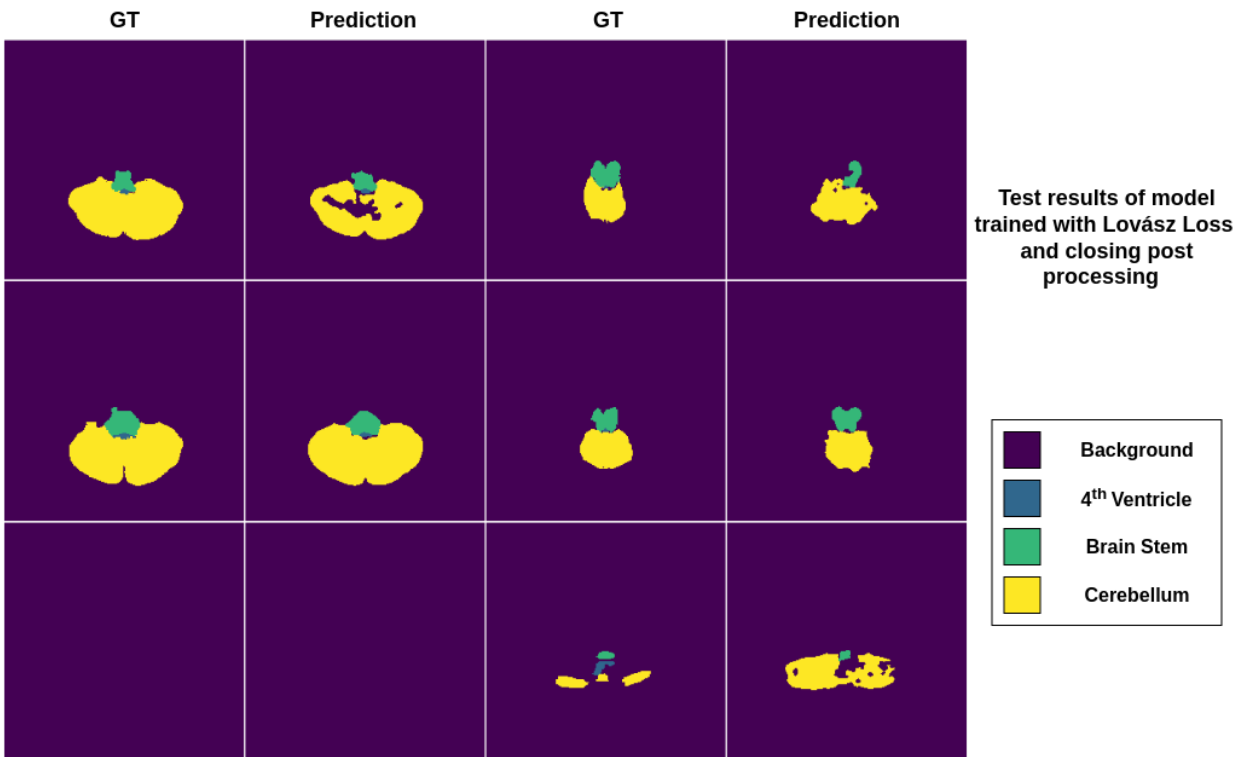 GT Prediction GT Prediction
Test results of model
trained with Lovász Loss
and closing post
processing
Background
4th Ventricle
Brain Stem
Cerebellum